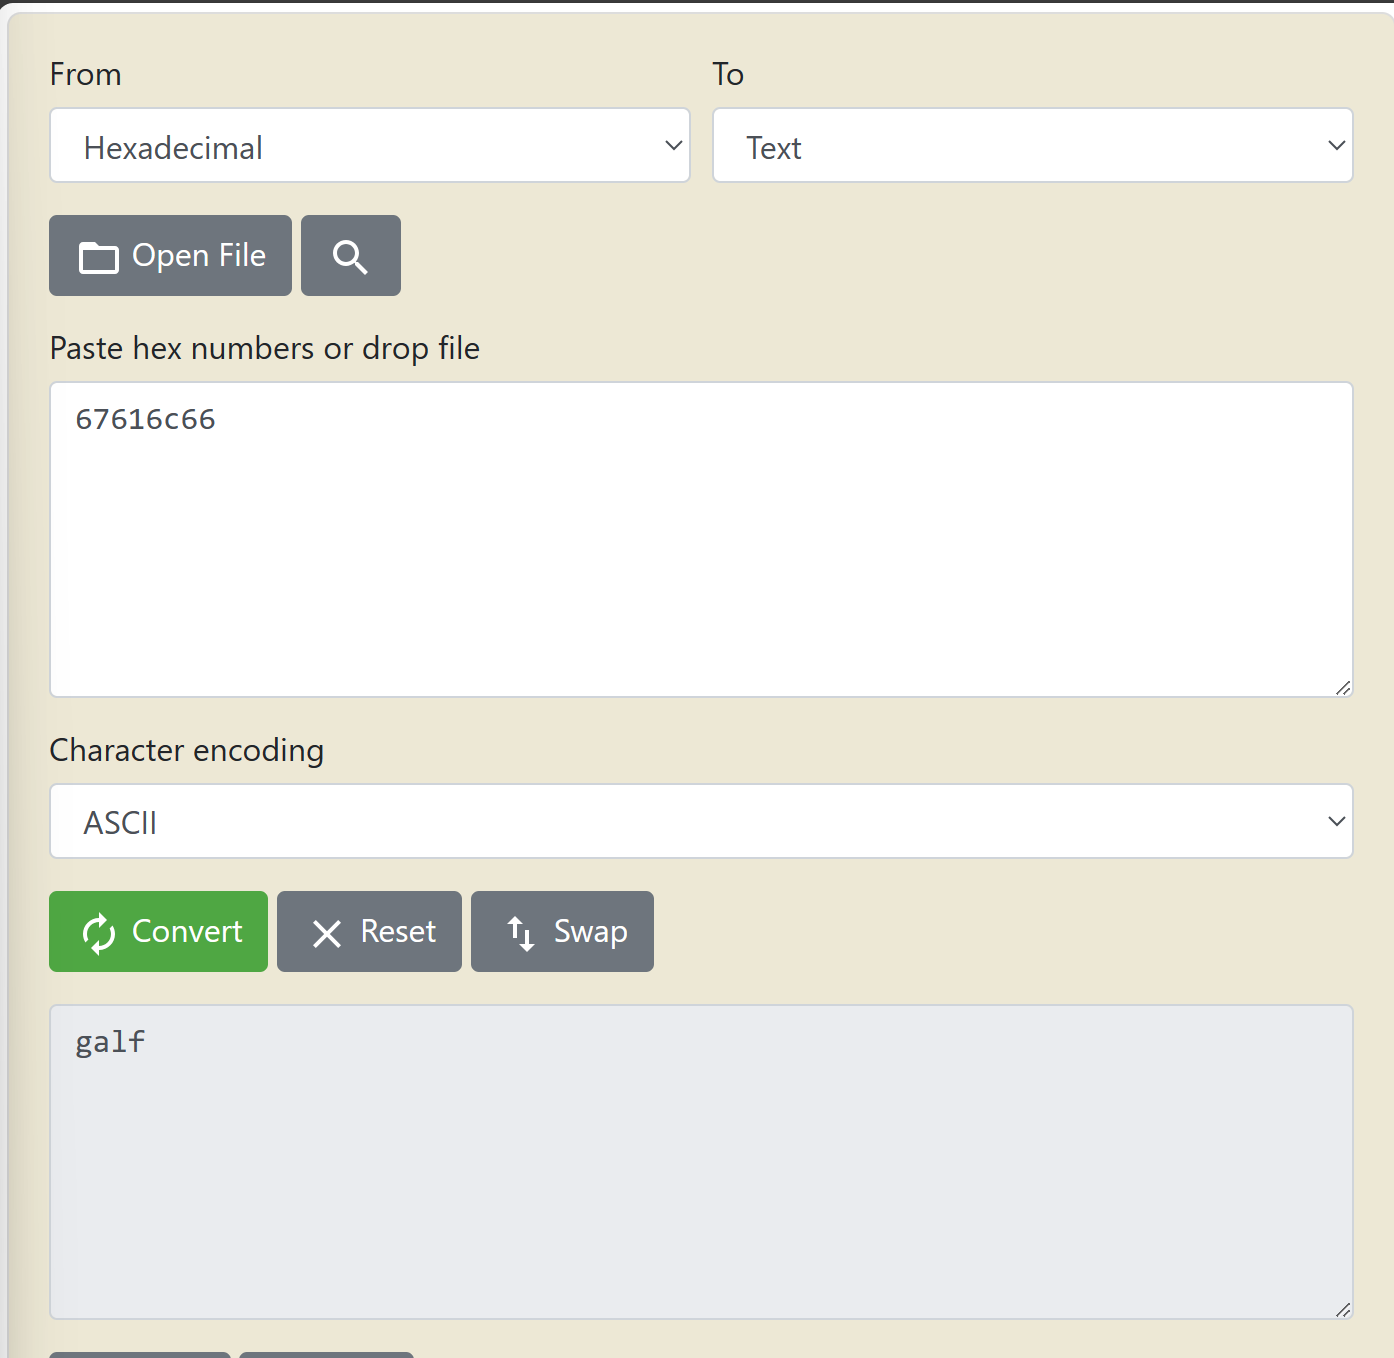 From
To
Hexadecimal
Text
Open File
Paste hex numbers or drop file
67616c66
Character encoding
ASCII
Convert
Reset
Swap
galf